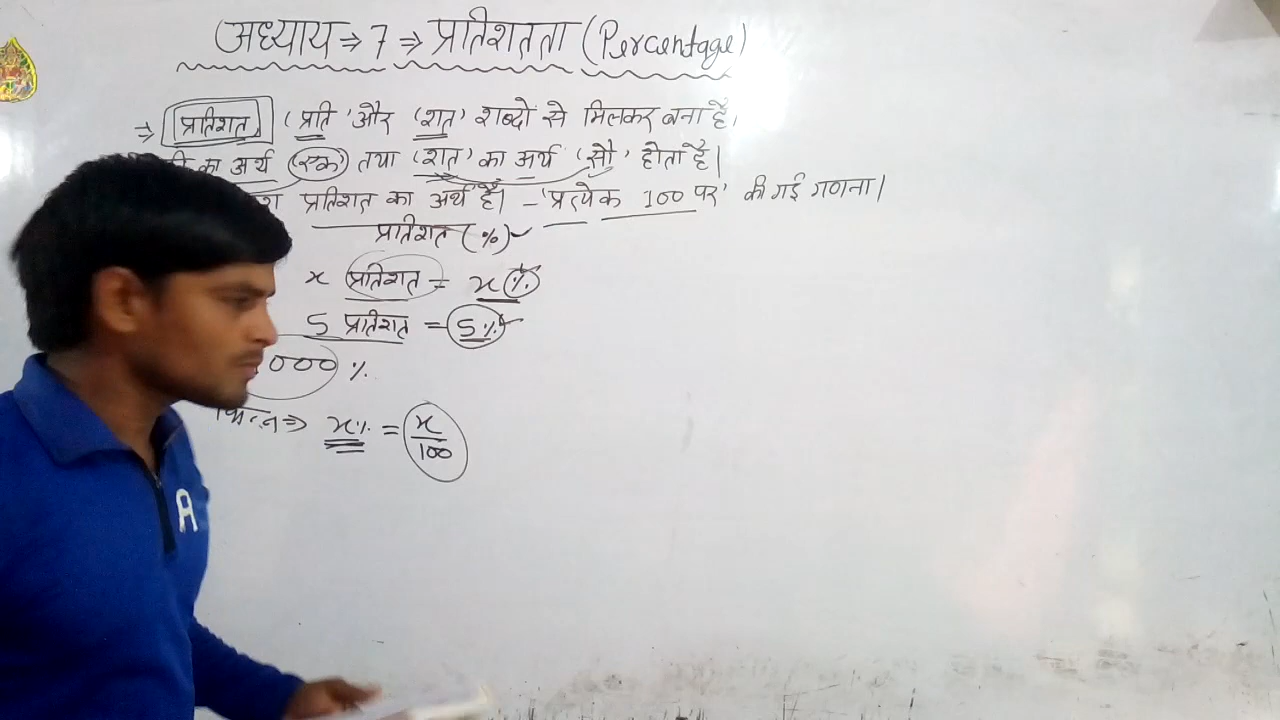 अध्याय ⇒ 7 ⇒ प्रतिशतता (Percentage)
⇒ प्रतिशत, 'प्रति' और 'शत' शब्दो से मिलकर बना है।
का अर्थ 'एक' तथा 'शत' का अर्थ 'सौ' होता है।
प्रतिशत का अर्थ है। - 'प्रत्येक 100 पर' की गई गणना।
प्रतिशत (%)
x प्रतिशत = x%
5 प्रतिशत = 5%
000 %
⇒ x% = x/100
A